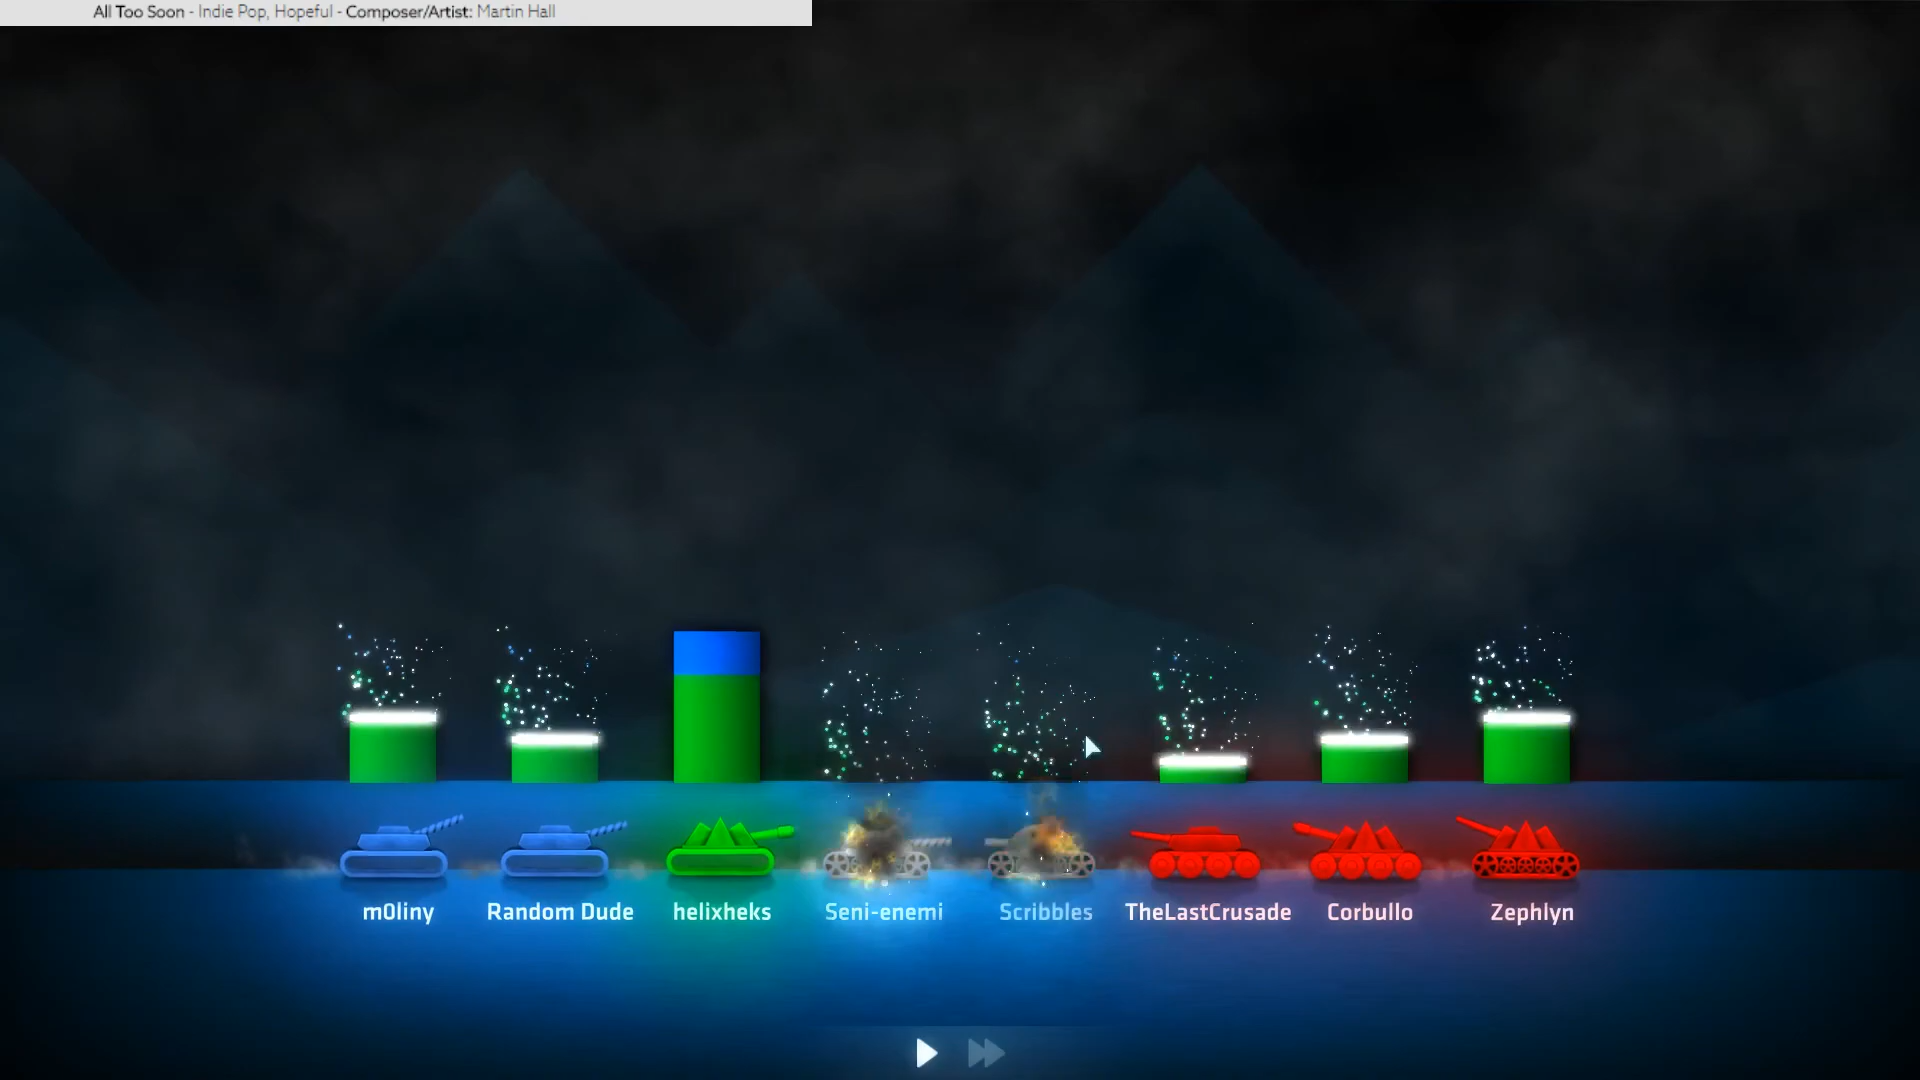 All Too Soon - Indie Pop, Hopeful - Composer/Artist: Martin Hall
m0liny Random Dude helixheks Seni-enemi Scribbles TheLastCrusade Corbullo Zephlyn